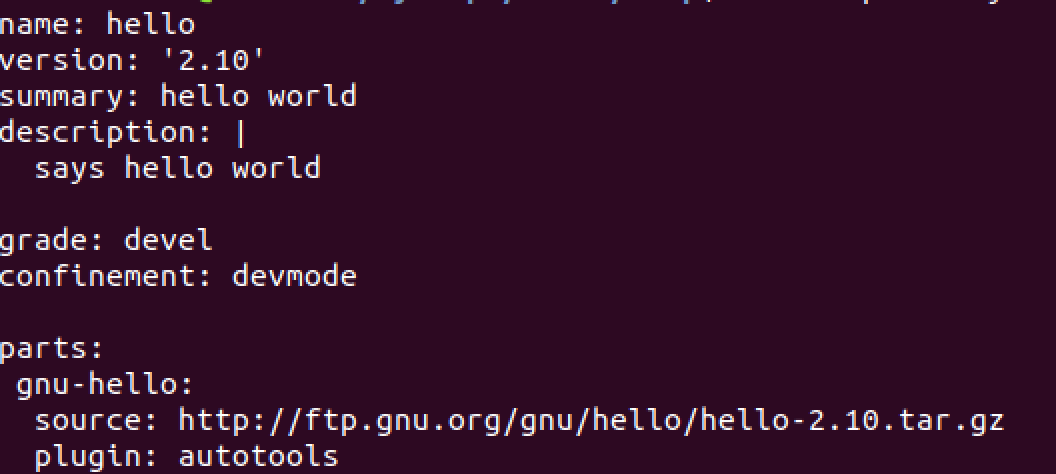 name: hello
version: '2.10'
summary: hello world
description: |
  says hello world

grade: devel
confinement: devmode

parts:
 gnu-hello:
  source: http://ftp.gnu.org/gnu/hello/hello-2.10.tar.gz
  plugin: autotools